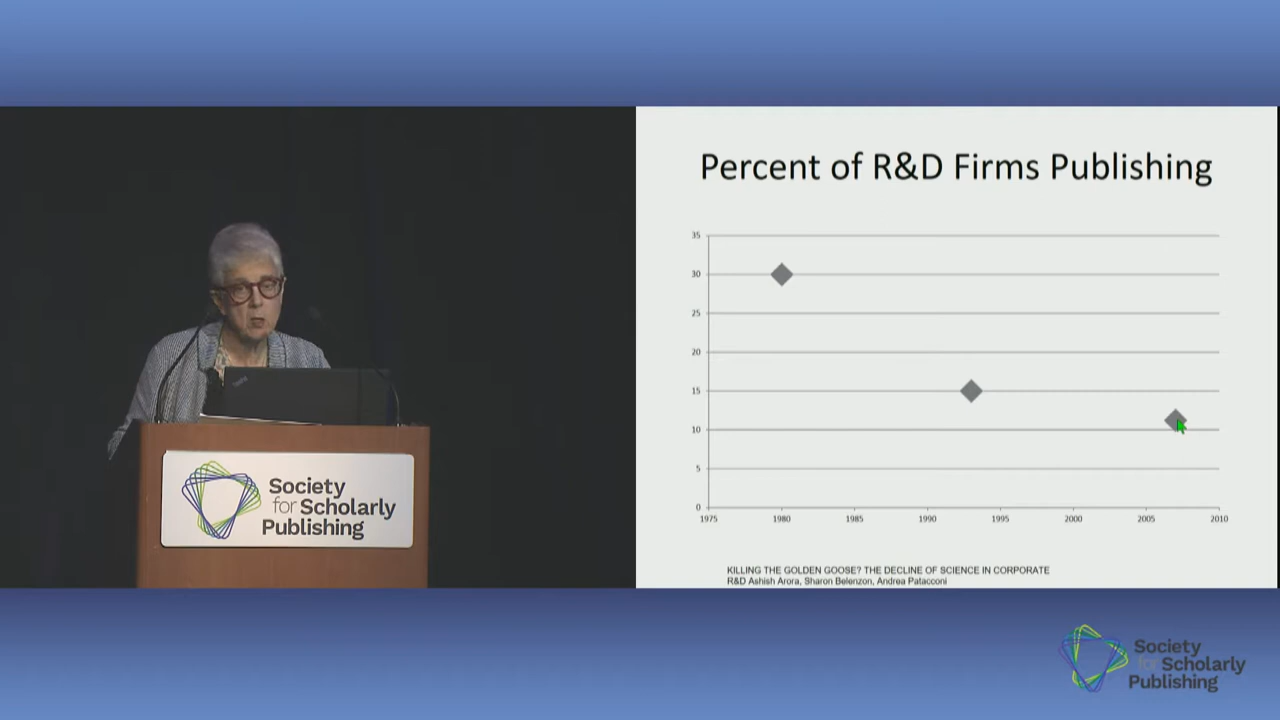 Percent of R&D Firms Publishing
35
30
25
20
15
10
5
0
1975 1980 1985 1990 1995 2000 2005 2010
KILLING THE GOLDEN GOOSE? THE DECLINE OF SCIENCE IN CORPORATE
R&D Ashish Arora, Sharon Belenzon, Andrea Patacconi
Society
for Scholarly
Publishing
Society
for Scholarly
Publishing